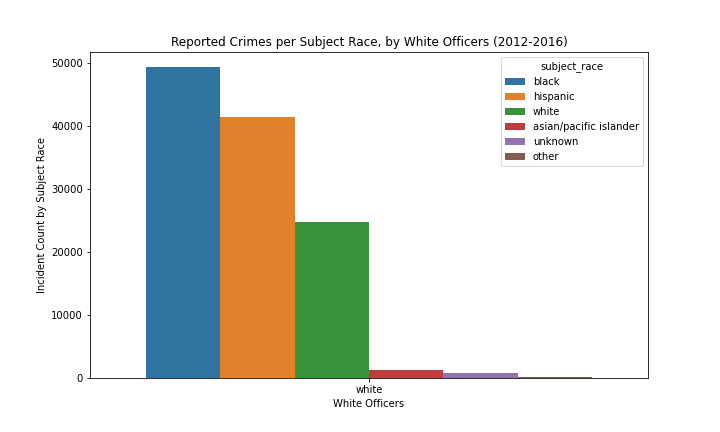 Reported Crimes per Subject Race, by White Officers (2012-2016)
subject_race
black
hispanic
white
asian/pacific islander
unknown
other
Incident Count by Subject Race
50000
40000
30000
20000
10000
0
white
White Officers